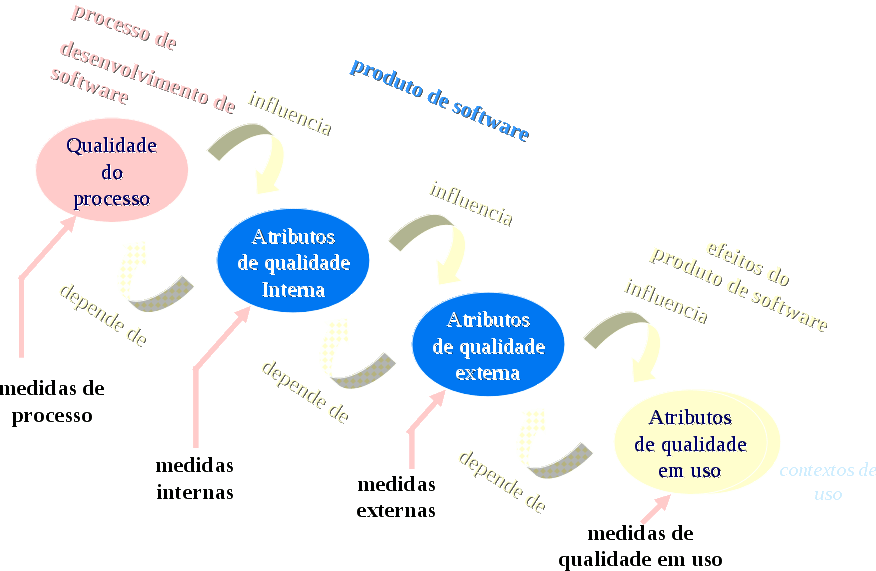 processo de
desenvolvimento de
software
produto de software
influencia
Qualidade
do
processo
influencia
Atributos
de qualidade
Interna
efeitos do
produto de software
influencia
depende de
Atributos
de qualidade
externa
depende de
medidas de
processo
Atributos
de qualidade
em uso
contextos de
uso
medidas
internas
depende de
medidas
externas
medidas de
qualidade em uso